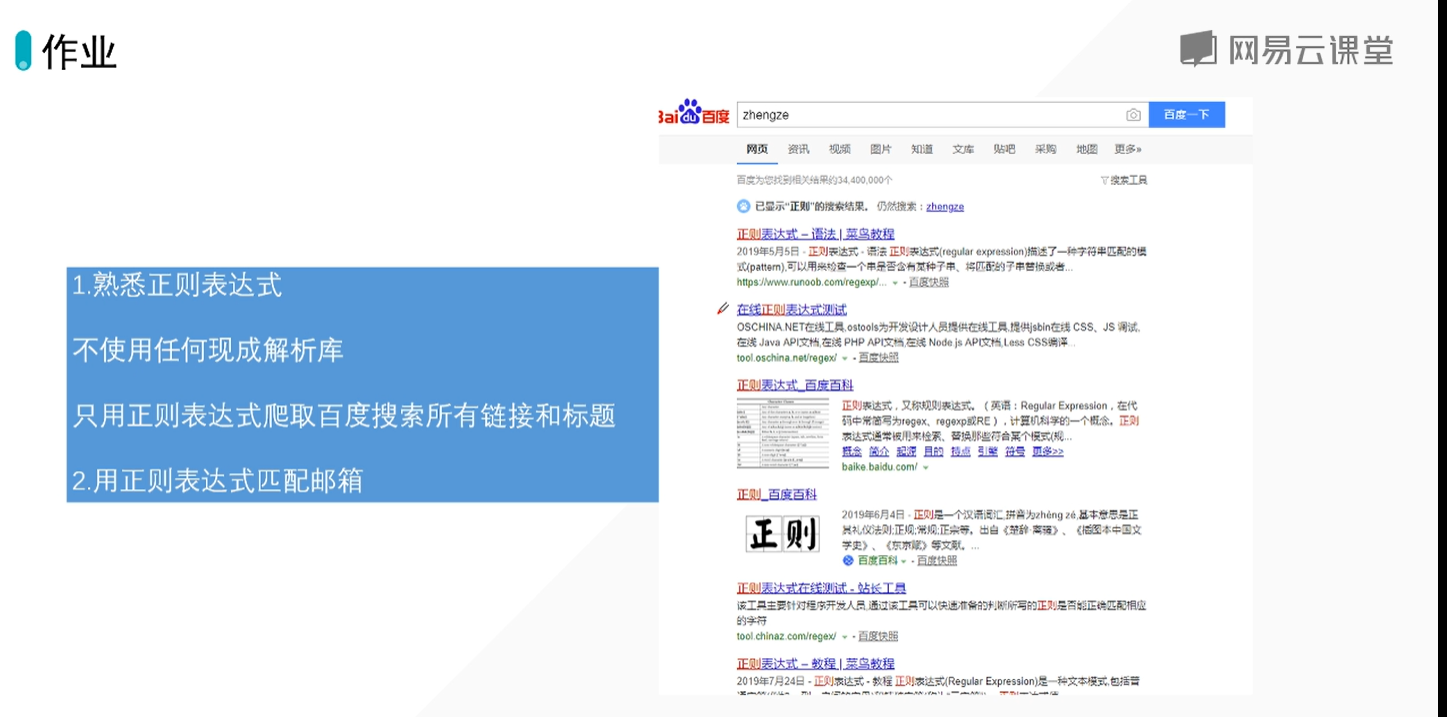 作业
网易云课堂
1.熟悉正则表达式
不使用任何现成解析库
只用正则表达式爬取百度搜索所有链接和标题
2.用正则表达式匹配邮箱
Bai du 百度 zhengze 百度一下
网页 资讯 视频 图片 知道 文库 贴吧 采购 地图 更多»
百度为您找到相关结果约34,400,000个 搜索工具
已显示“正则”的搜索结果。 仍然搜索：zhengze
正则表达式 – 语法 | 菜鸟教程
2019年5月5日 - 正则表达式 - 语法 正则表达式(regular expression)描述了一种字符串匹配的模
式(pattern),可以用来检查一个串是否含有某种子串、将匹配的子串替换或者...
https://www.runoob.com/regexp/... - 百度快照
在线正则表达式测试
OSCHINA.NET在线工具,ostools为开发设计人员提供在线工具,提供jsbin在线 CSS、JS 调试,
在线 Java API文档,在线 PHP API文档,在线 Node.js API文档,Less CSS编译...
tool.oschina.net/regex/ - 百度快照
正则表达式_百度百科
正则表达式，又称规则表达式。（英语：Regular Expression，在代
码中常简写为regex、regexp或RE），计算机科学的一个概念。正则
表达式通常被用来检索、替换那些符合某个模式(规...
概念 简介 起源 目的 特点 引擎 符号 更多>>
baike.baidu.com/
正则_百度百科
正则
2019年6月4日 - 正则是一个汉语词汇,拼音为zhèng zé,基本意思是正
其礼仪法则;正规;常规;正宗等。出自《楚辞·离骚》、《插图本中国文
学史》、《东京赋》等文献。...
百度百科 - 百度快照
正则表达式在线测试 - 站长工具
该工具主要针对程序开发人员,通过该工具可以快速准备的判断所写的正则是否能正确匹配相应
的字符
tool.chinaz.com/regex/ - 百度快照
正则表达式 – 教程 | 菜鸟教程
2019年7月24日 - 正则表达式 - 教程 正则表达式(Regular Expression)是一种文本模式,包括普